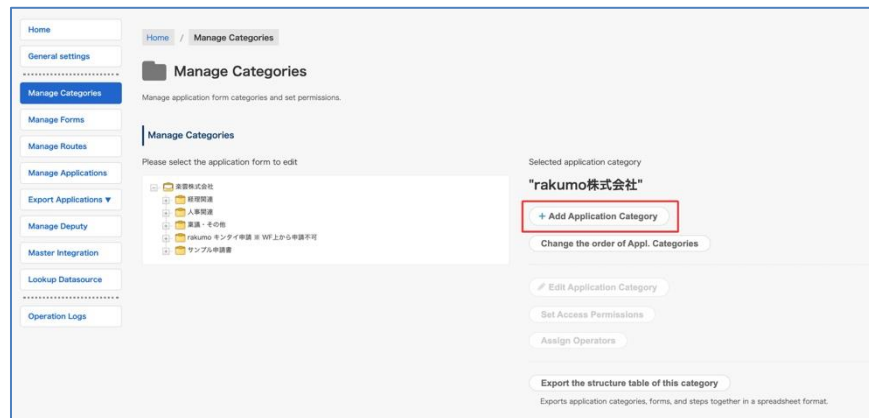 Home
General settings
Manage Categories
Manage Forms
Manage Routes
Manage Applications
Export Applications ▼
Manage Deputy
Master Integration
Lookup Datasource
Operation Logs
Home / Manage Categories
Manage Categories
Manage application form categories and set permissions.
Manage Categories
Please select the application form to edit
楽雲株式会社
経理関連
人事関連
稟議・その他
rakumo キンタイ申請 ※ WF上から申請不可
サンプル申請書
Selected application category
"rakumo株式会社"
+ Add Application Category
Change the order of Appl. Categories
Edit Application Category
Set Access Permissions
Assign Operators
Export the structure table of this category
Exports application categories, forms, and steps together in a spreadsheet format.